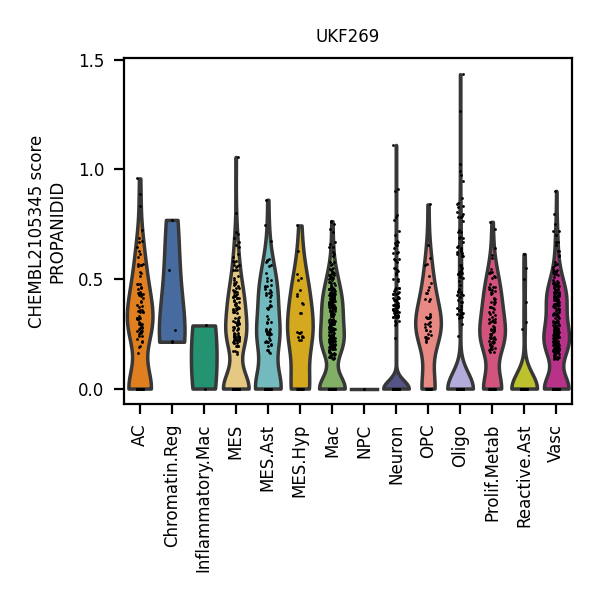 UKF269
CHEMBL2105345 score
PROPANIDID
1.5
1.0
0.5
0.0
AC
Chromatin.Reg
Inflammatory.Mac
MES
MES.Ast
MES.Hyp
Mac
NPC
Neuron
OPC
Oligo
Prolif.Metab
Reactive.Ast
Vasc